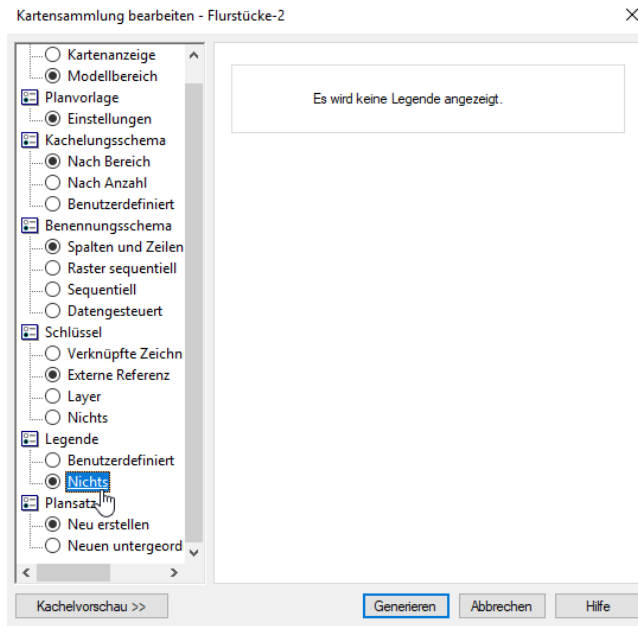 Kartensammlung bearbeiten - Flurstücke-2
Kartenanzeige
Modellbereich
Planvorlage
Einstellungen
Kachelungsschema
Nach Bereich
Nach Anzahl
Benutzerdefiniert
Benennungsschema
Spalten und Zeilen
Raster sequentiell
Sequentiell
Datengesteuert
Schlüssel
Verknüpfte Zeichn
Externe Referenz
Layer
Nichts
Legende
Benutzerdefiniert
Nichts
Plansatz
Neu erstellen
Neuen untergeord
Es wird keine Legende angezeigt.
Kachelvorschau >>
Generieren
Abbrechen
Hilfe